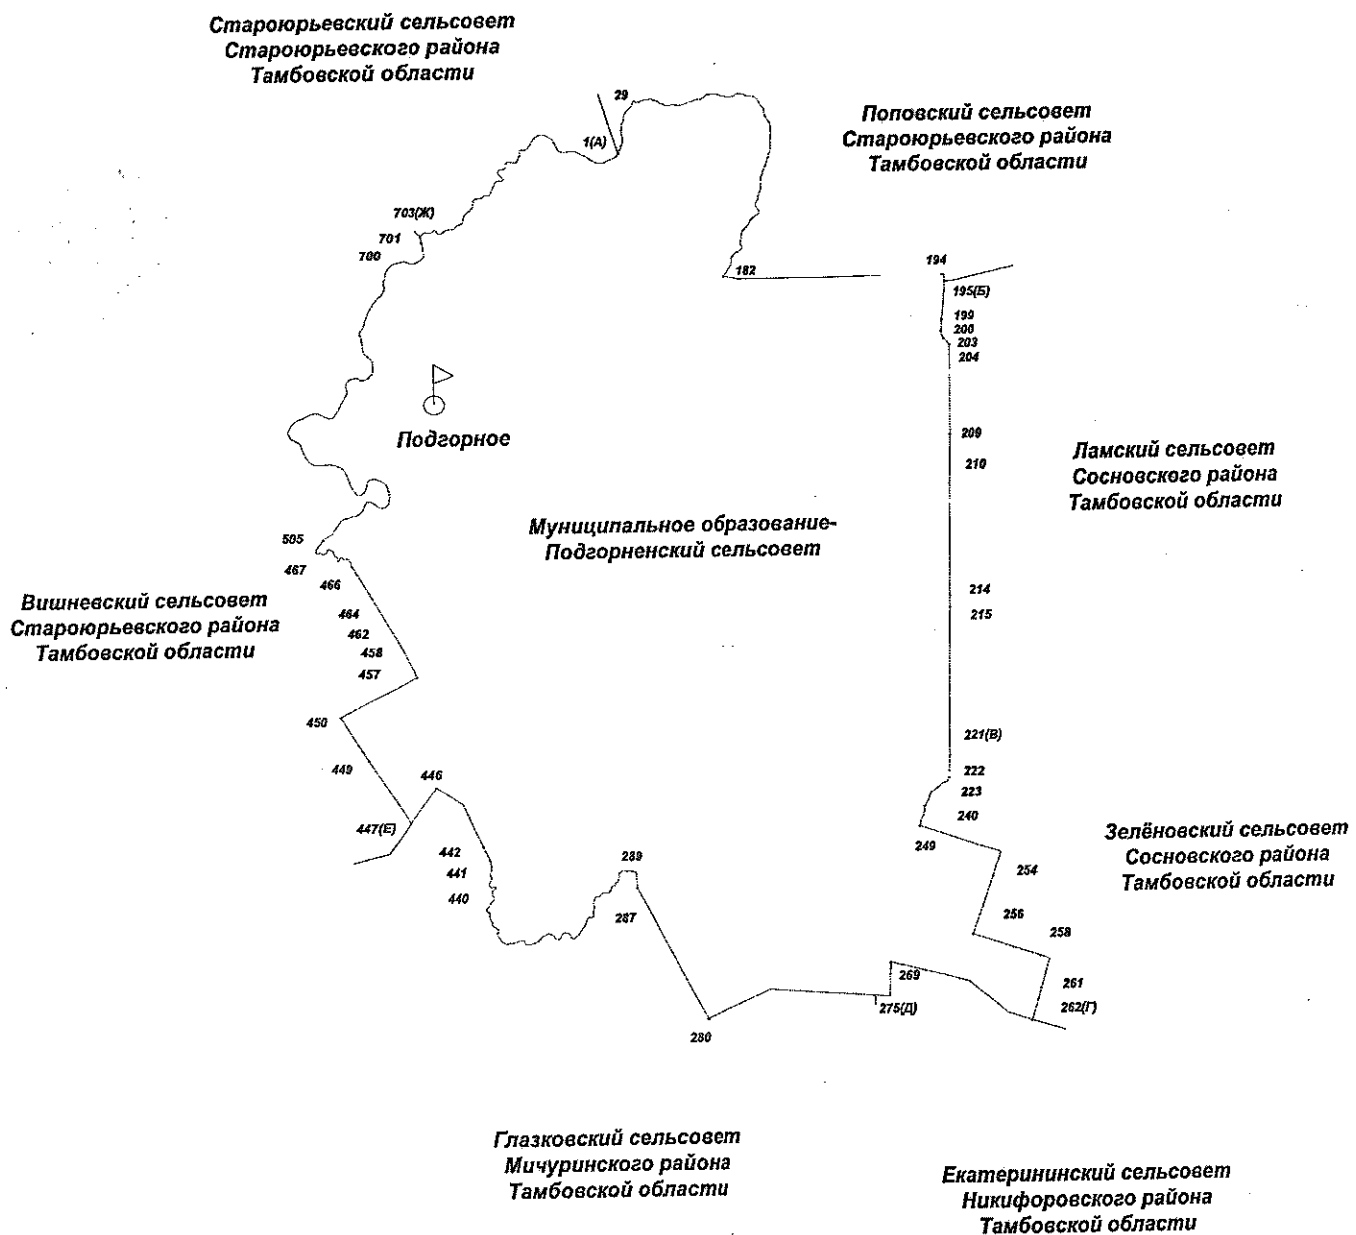 Староюрьевский сельсовет
Староюрьевского района
Тамбовской области
29
1(А)
Поповский сельсовет
Староюрьевского района
Тамбовской области
703(Ж)
701
700
182
194
195(Б)
199
200
203
204
209
210
Подгорное
Ламский сельсовет
Сосновского района
Тамбовской области
Муниципальное образование-
Подгорненский сельсовет
505
467
466
464
462
458
457
Вишневский сельсовет
Староюрьевского района
Тамбовской области
214
215
450
449
446
447(Е)
442
441
440
221(В)
222
223
240
249
Зелёновский сельсовет
Сосновского района
Тамбовской области
254
256
258
261
262(Г)
289
287
269
275(Д)
280
Глазковский сельсовет
Мичуринского района
Тамбовской области
Екатерининский сельсовет
Никифоровского района
Тамбовской области